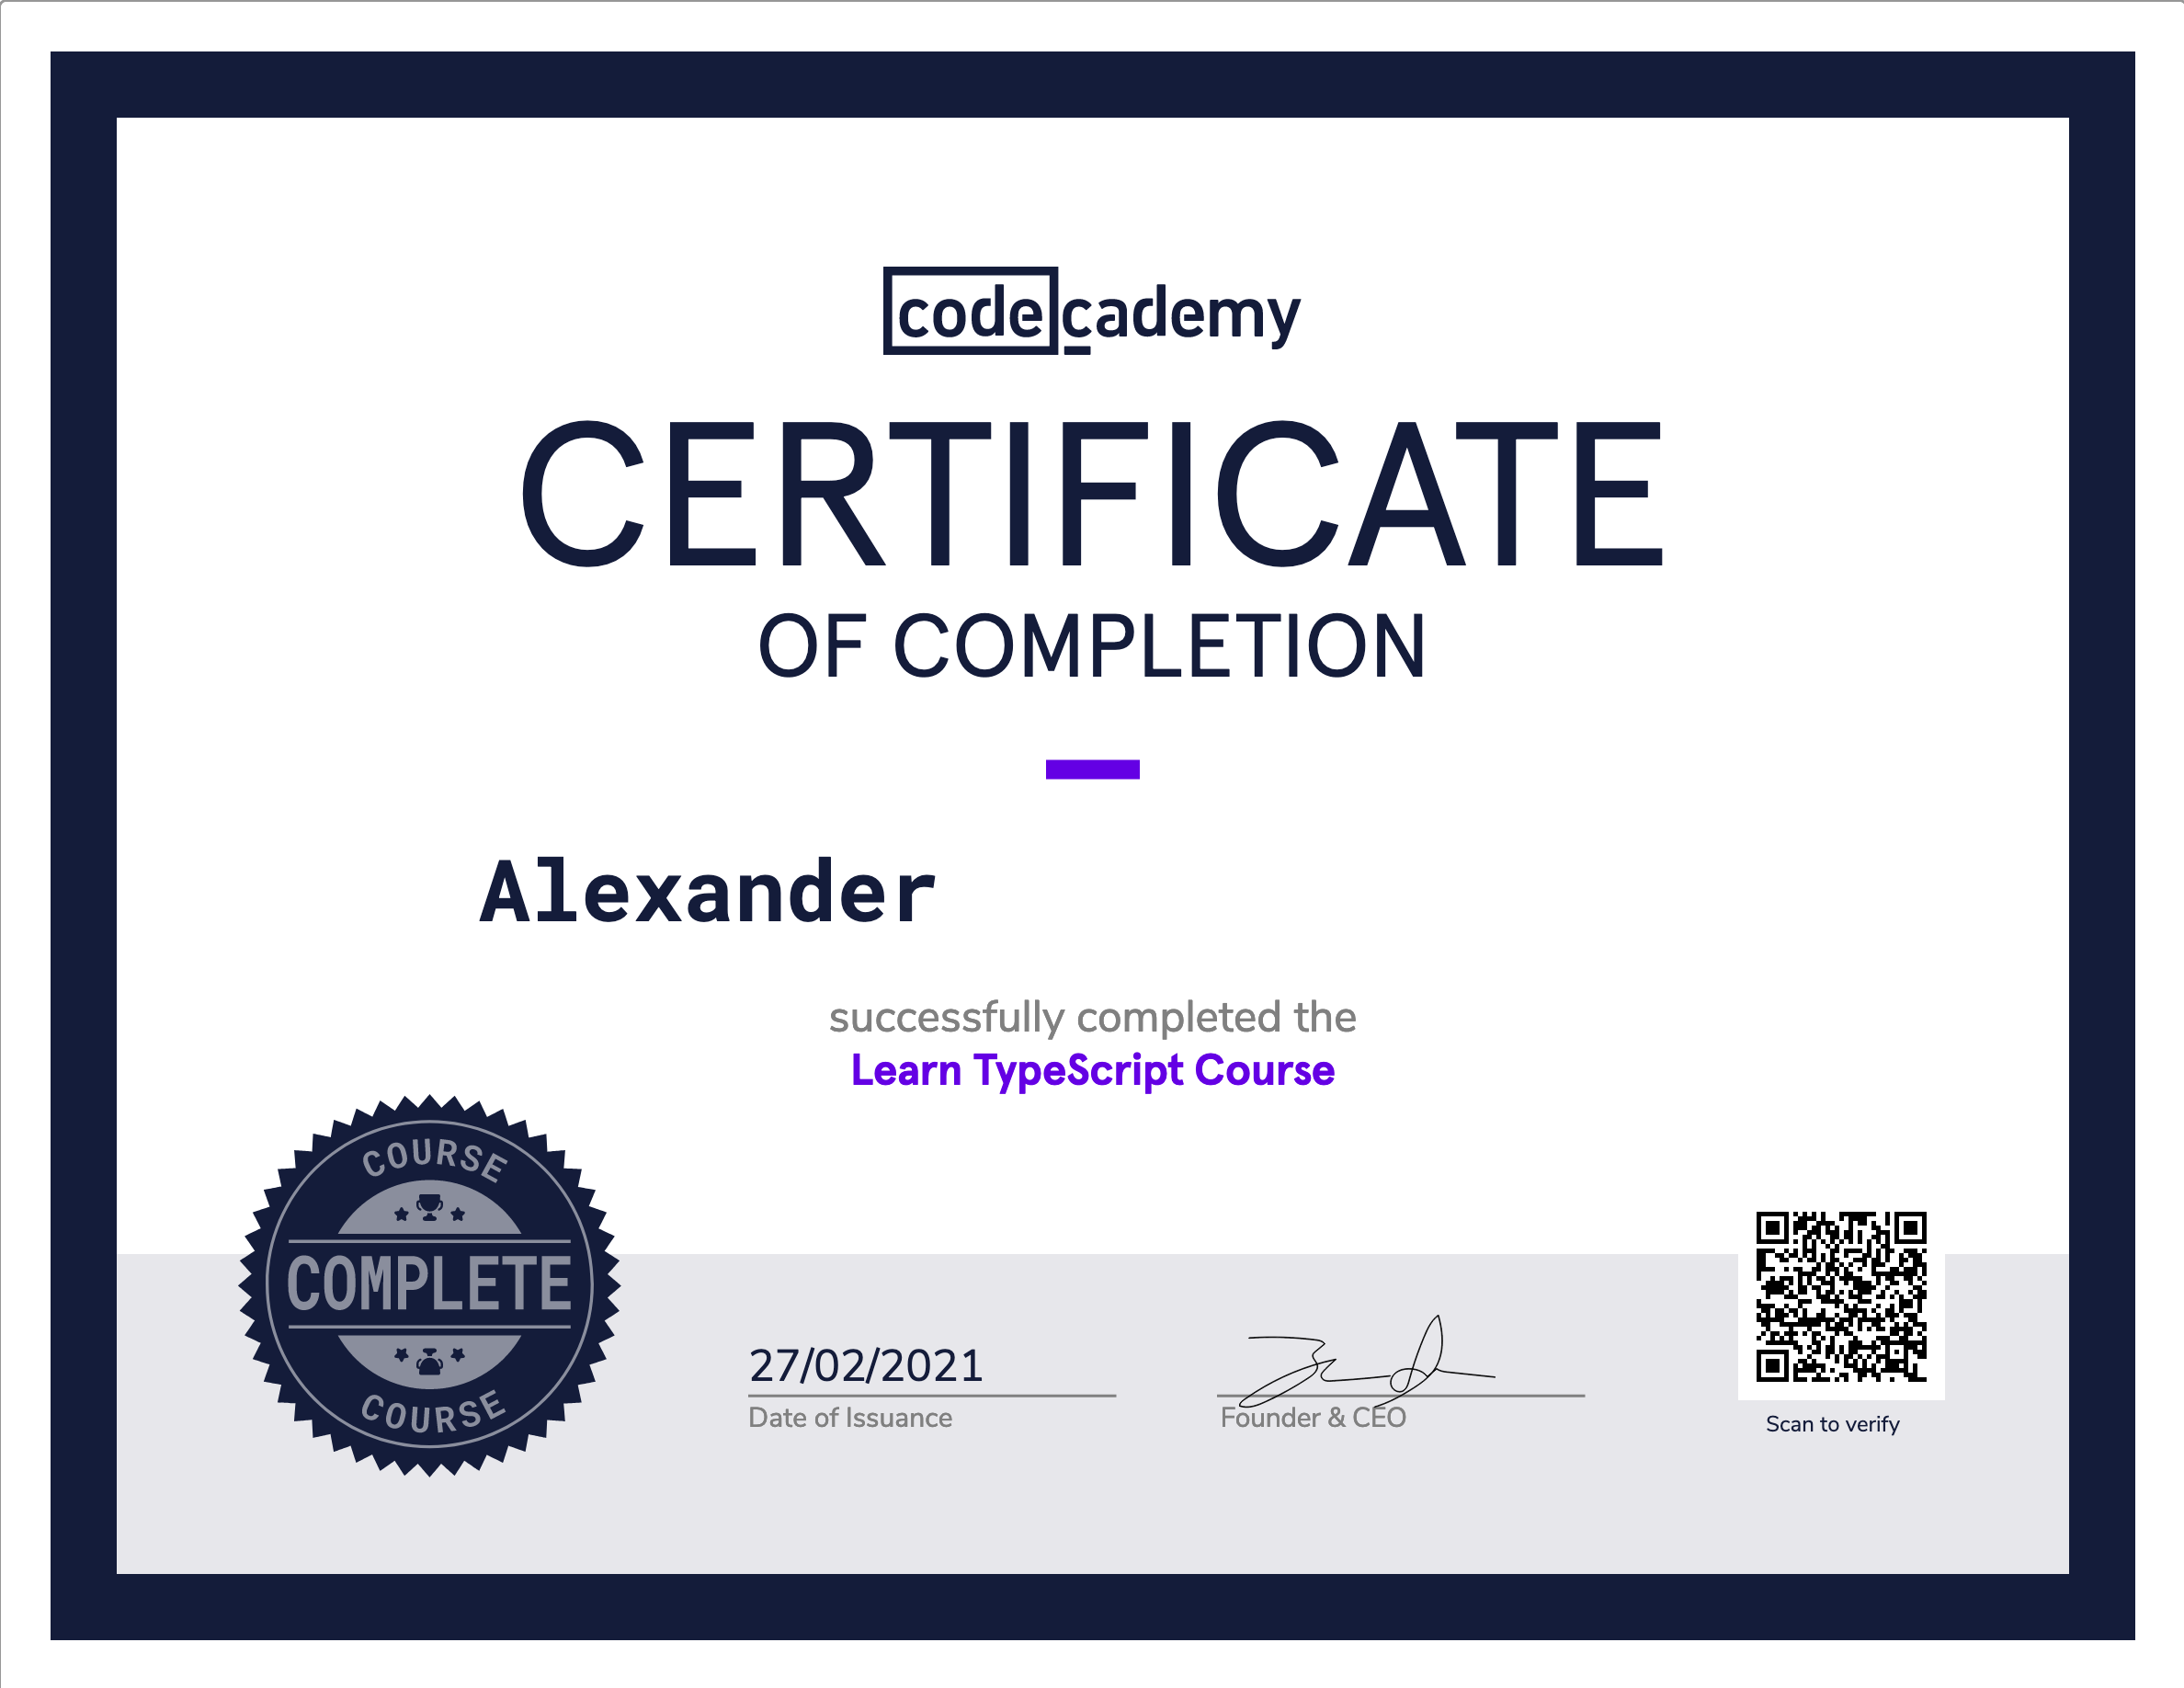 codecademy
CERTIFICATE
OF COMPLETION
Alexander
successfully completed the
Learn TypeScript Course
COURSE
COMPLETE
COURSE
27/02/2021
Date of Issuance
Founder & CEO
Scan to verify